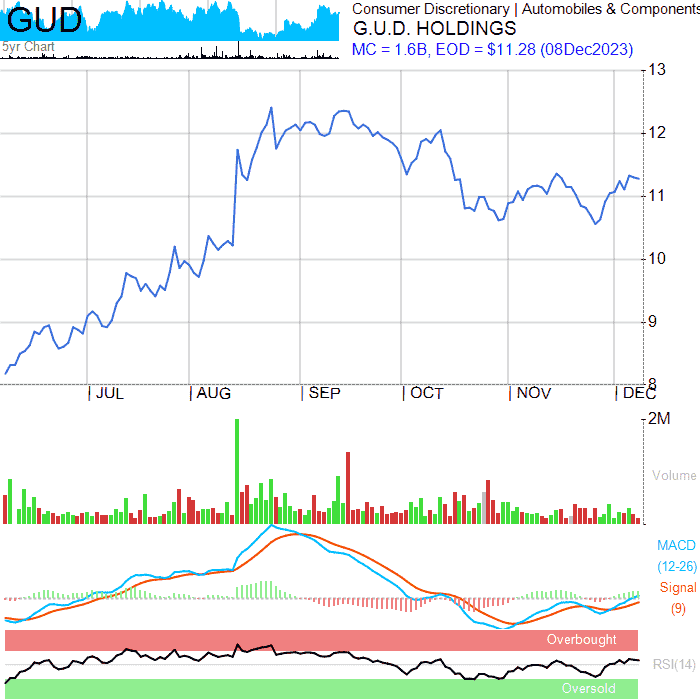 GUD
Consumer Discretionary | Automobiles & Components
G.U.D. HOLDINGS
5yr Chart
MC = 1.6B, EOD = $11.28 (08Dec2023)
13
12
11
10
9
8
JUL AUG SEP OCT NOV DEC
2M
Volume
MACD
(12-26)
Signal
(9)
Overbought
RSI(14)
Oversold